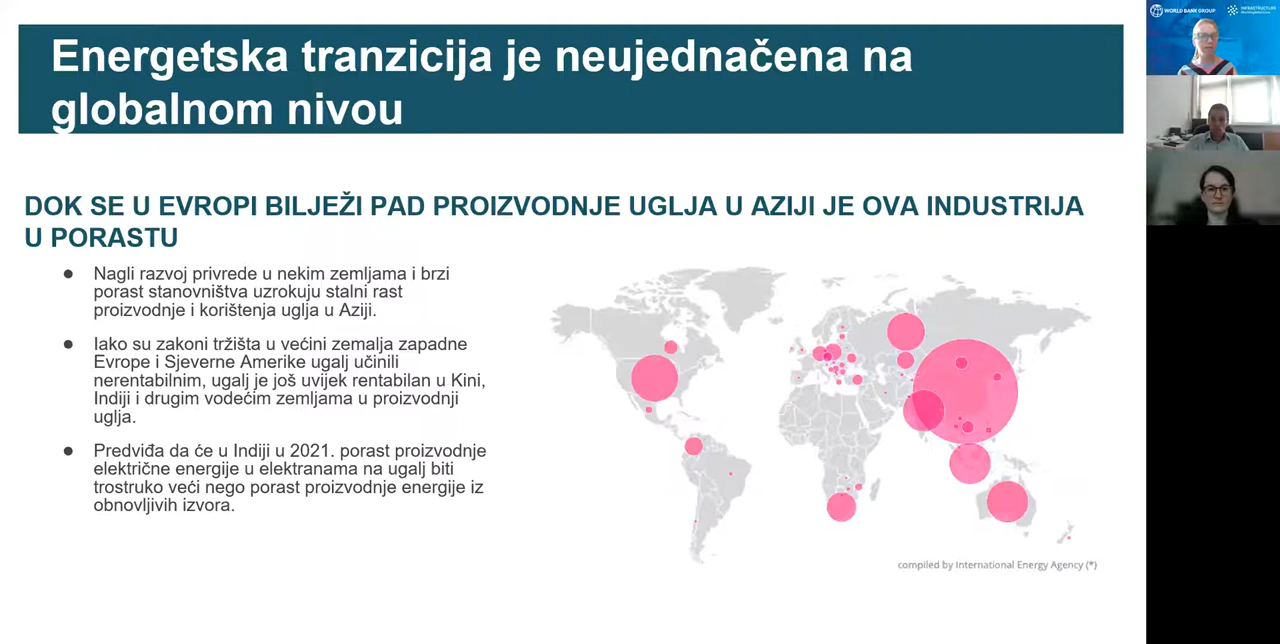 Energetska tranzicija je neujednačena na
globalnom nivou
DOK SE U EVROPI BILJEŽI PAD PROIZVODNJE UGLJA U AZIJI JE OVA INDUSTRIJA
U PORASTU
● Nagli razvoj privrede u nekim zemljama i brzi
porast stanovništva uzrokuju stalni rast
proizvodnje i korištenja uglja u Aziji.
● Iako su zakoni tržišta u većini zemalja zapadne
Evrope i Sjeverne Amerike ugalj učinili
nerentabilnim, ugalj je još uvijek rentabilan u Kini,
Indiji i drugim vodećim zemljama u proizvodnji
uglja.
● Predviđa da će u Indiji u 2021. porast proizvodnje
električne energije u elektranama na ugalj biti
trostruko veći nego porast proizvodnje energije iz
obnovljivih izvora.
compiled by International Energy Agency (*)
WORLD BANK GROUP
INFRASTRUCTURE